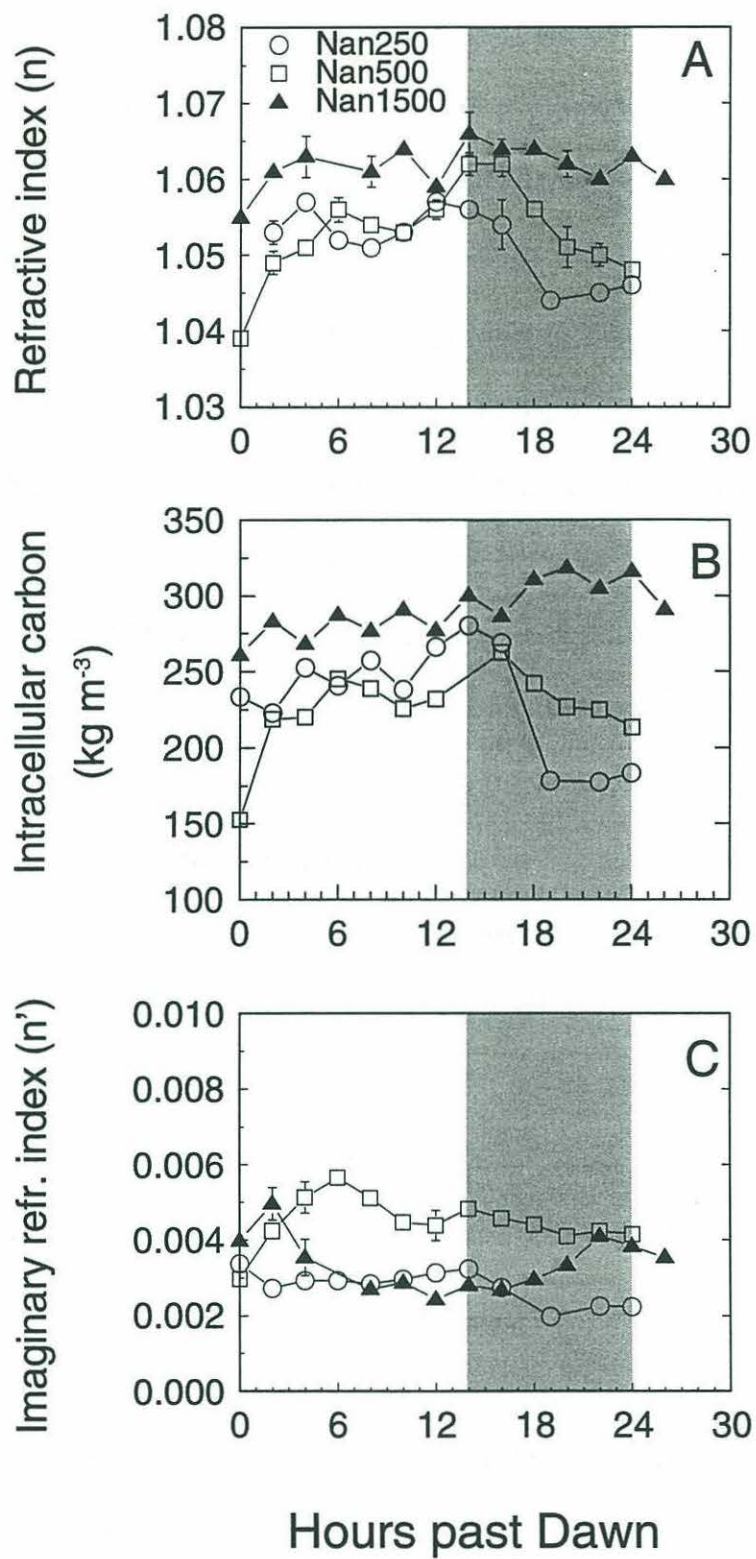 Refractive index (n)
1.08
1.07
1.06
1.05
1.04
1.03
Nan250
Nan500
Nan1500
A
0 6 12 18 24 30
Intracellular carbon
(kg m⁻³)
350
300
250
200
150
100
B
0 6 12 18 24 30
Imaginary refr. index (n')
0.010
0.008
0.006
0.004
0.002
0.000
C
0 6 12 18 24 30
Hours past Dawn